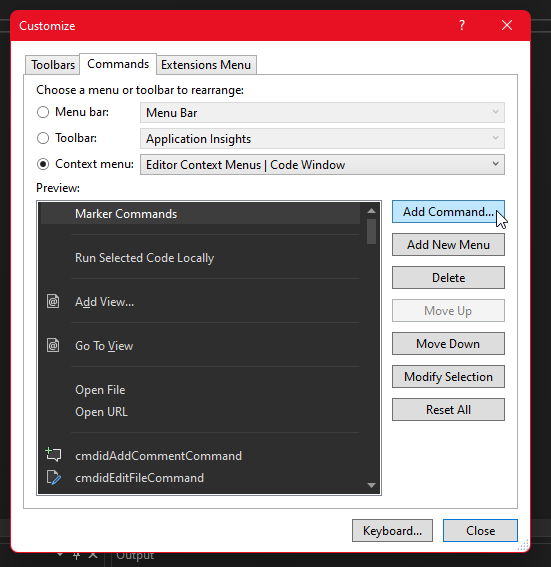 Customize
?
Toolbars Commands Extensions Menu
Choose a menu or toolbar to rearrange:
Menu bar: Menu Bar
Toolbar: Application Insights
Context menu: Editor Context Menus | Code Window
Preview:
Marker Commands
Run Selected Code Locally
Add View...
Go To View
Open File
Open URL
cmdidAddCommentCommand
cmdidEditFileCommand
Add Command...
Add New Menu
Delete
Move Up
Move Down
Modify Selection
Reset All
Keyboard... Close
Output